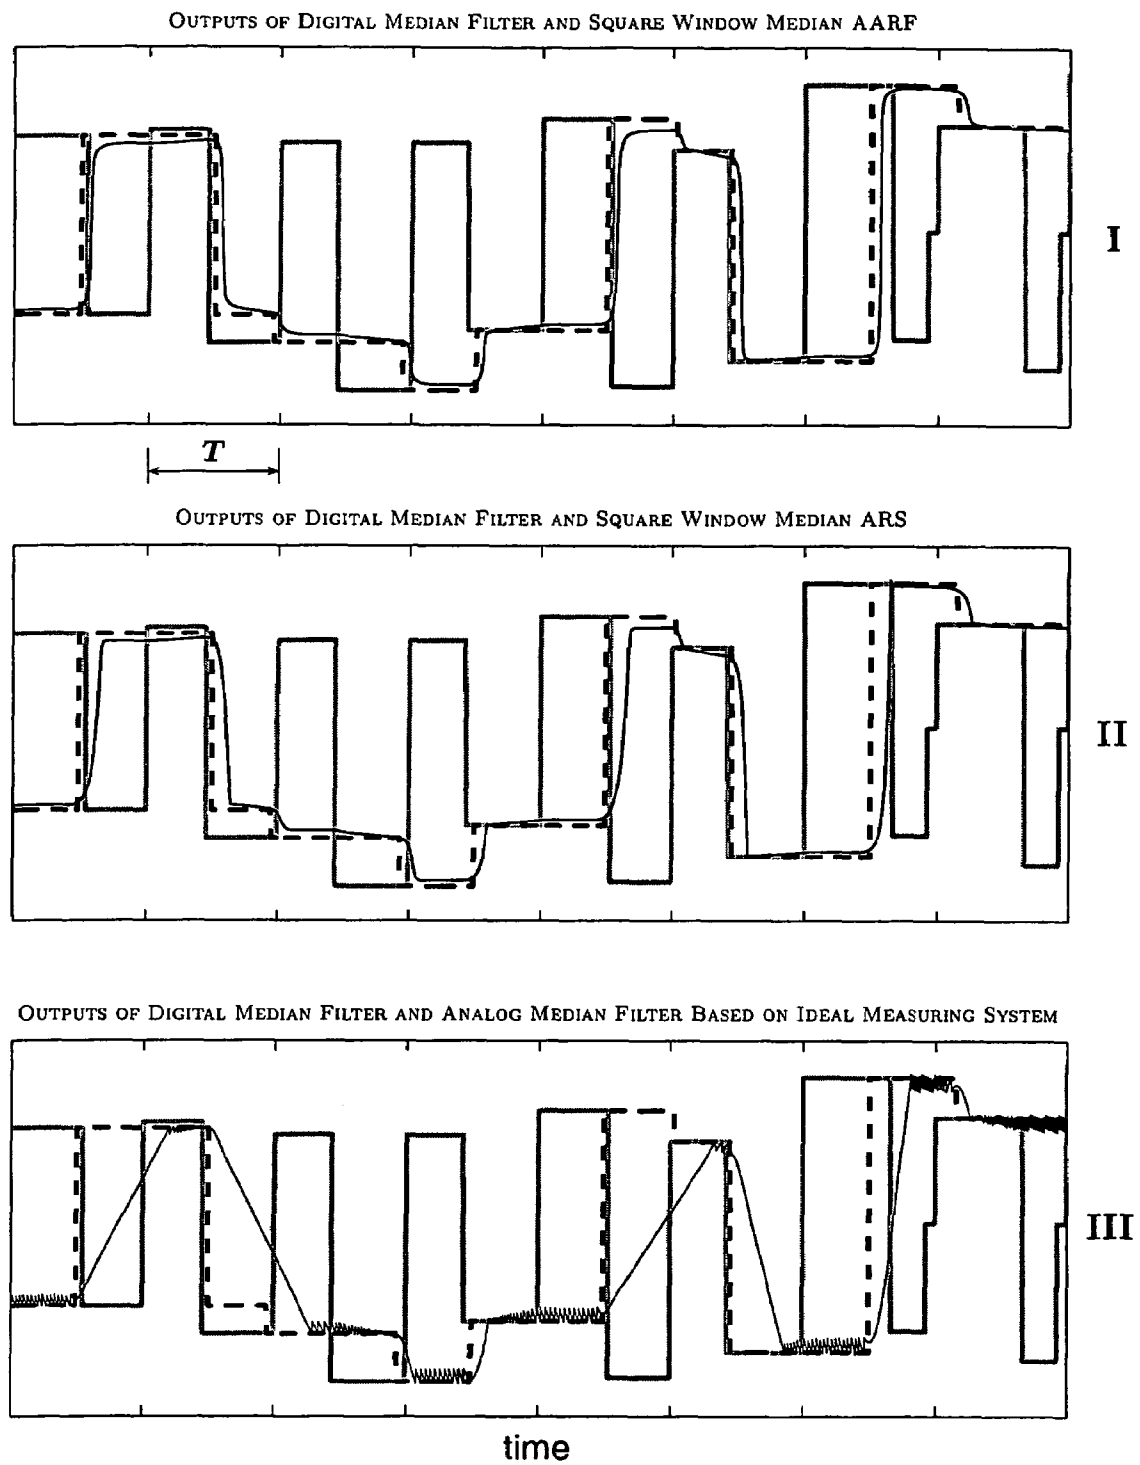 OUTPUTS OF DIGITAL MEDIAN FILTER AND SQUARE WINDOW MEDIAN AARF
I
T
OUTPUTS OF DIGITAL MEDIAN FILTER AND SQUARE WINDOW MEDIAN ARS
II
OUTPUTS OF DIGITAL MEDIAN FILTER AND ANALOG MEDIAN FILTER BASED ON IDEAL MEASURING SYSTEM
III
time